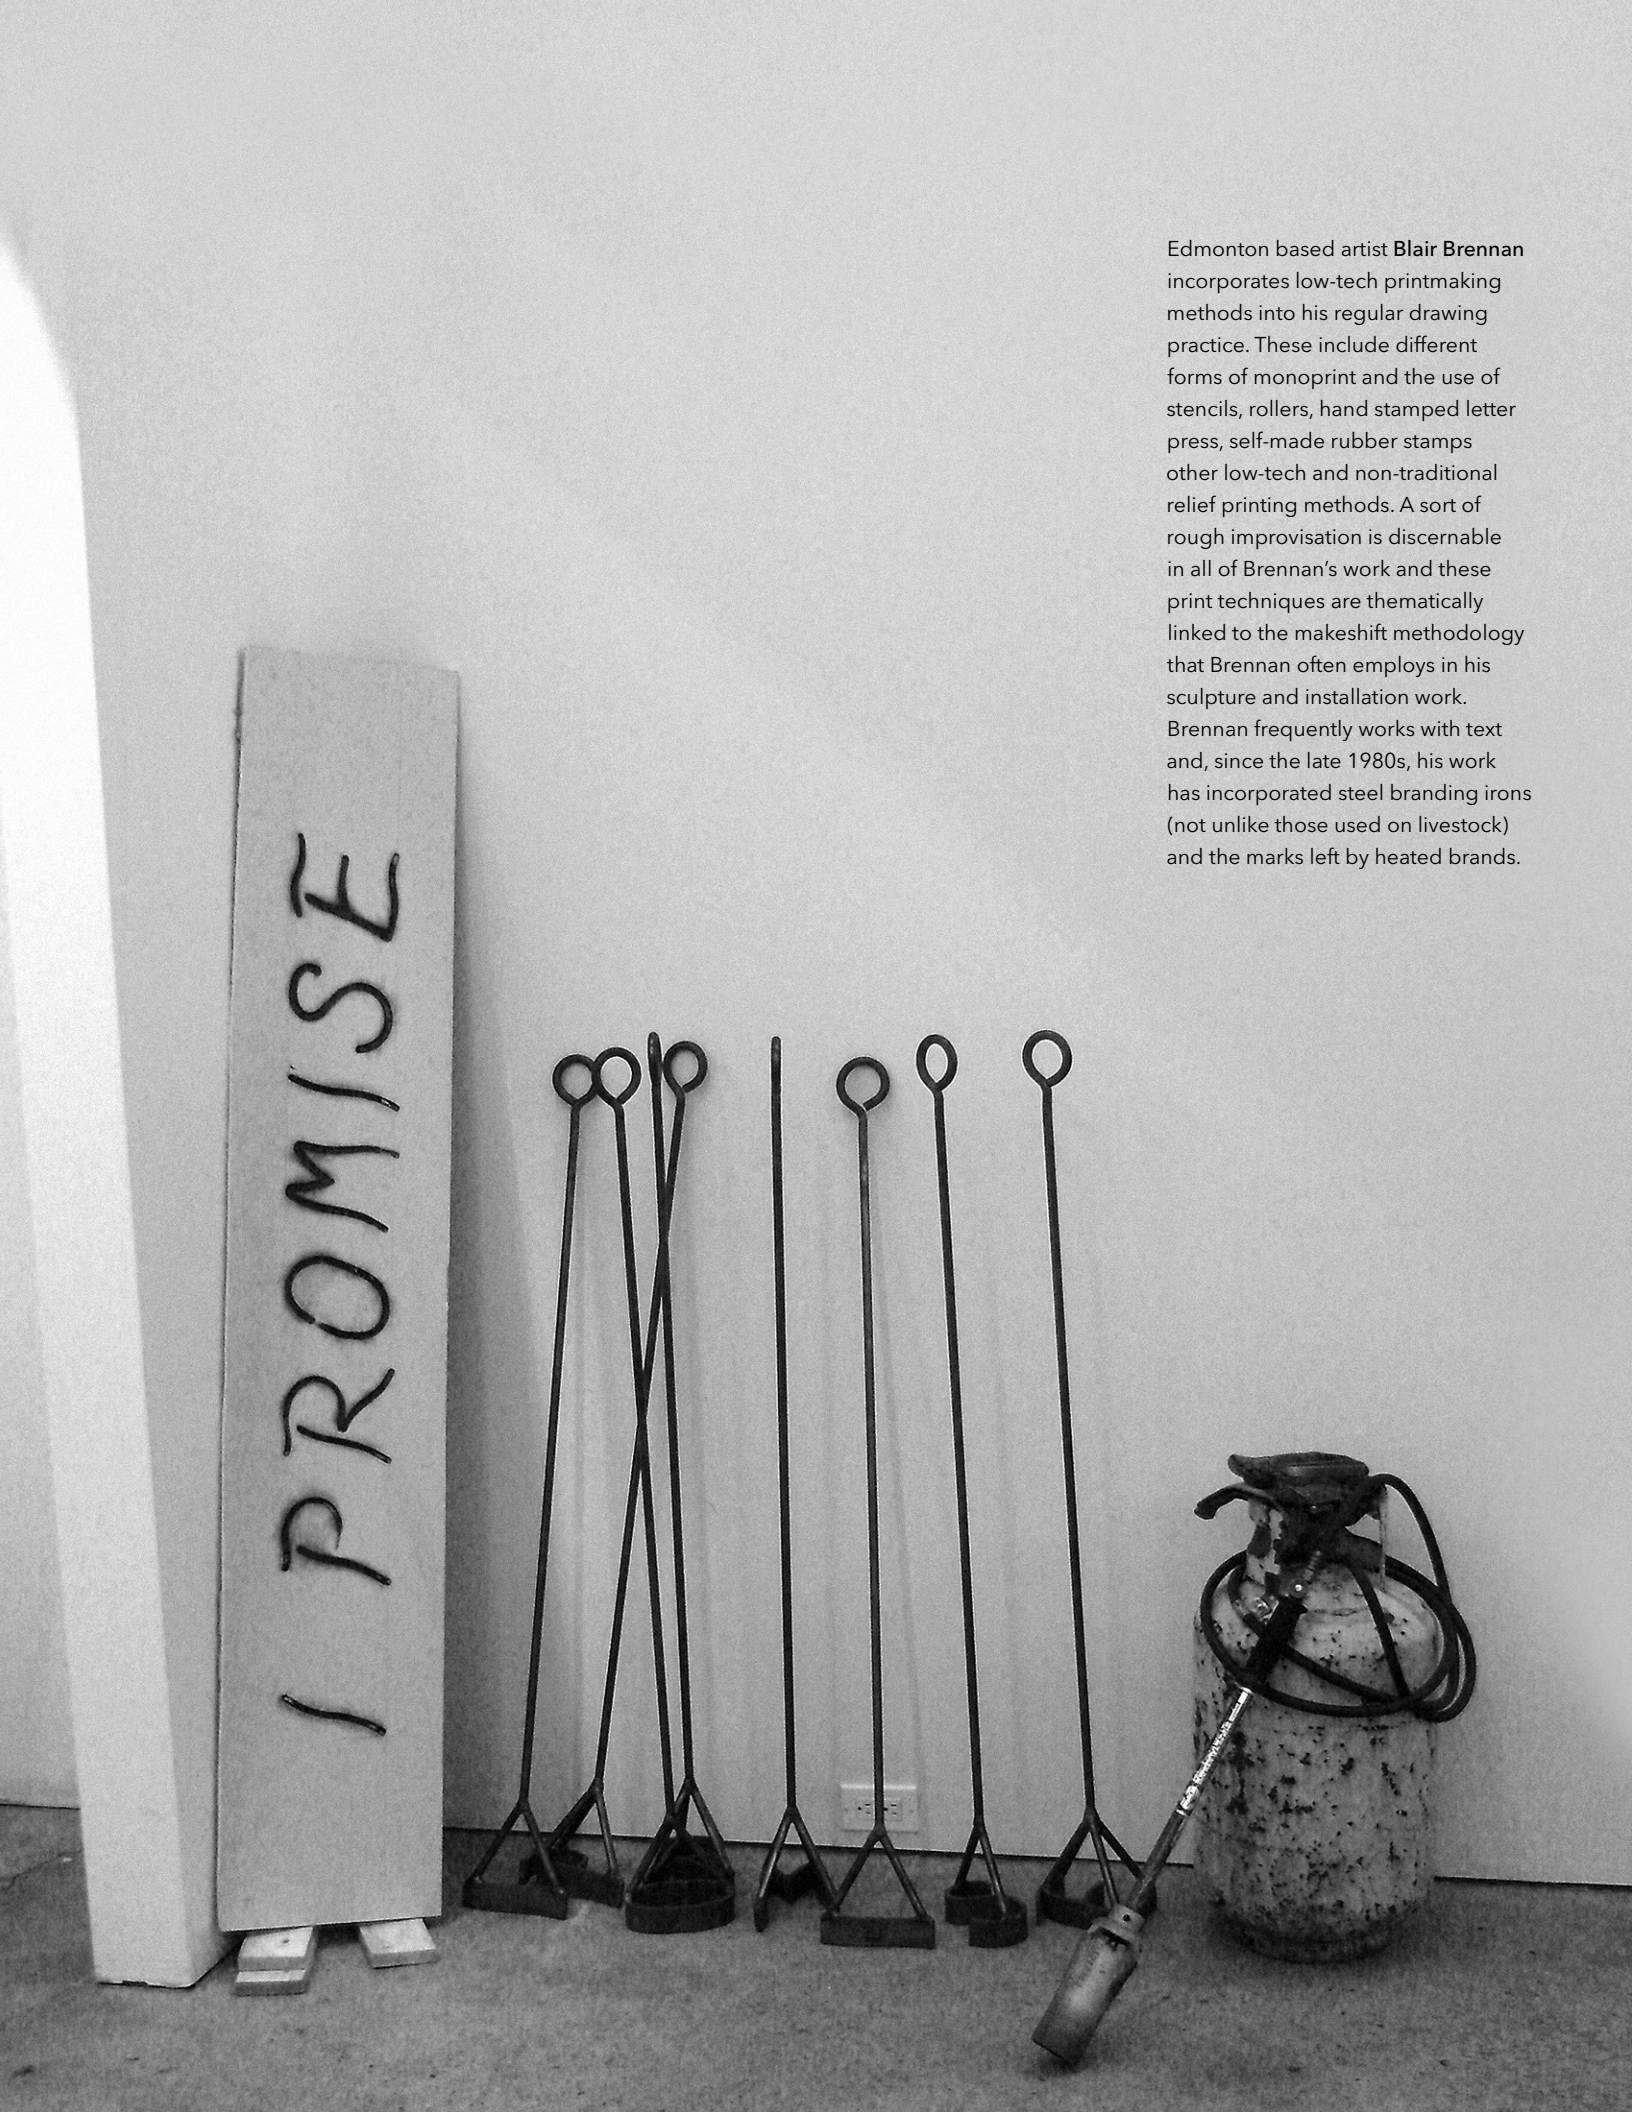 Edmonton based artist Blair Brennan
incorporates low-tech printmaking
methods into his regular drawing
practice. These include different
forms of monoprint and the use of
stencils, rollers, hand stamped letter
press, self-made rubber stamps
other low-tech and non-traditional
relief printing methods. A sort of
rough improvisation is discernable
in all of Brennan’s work and these
print techniques are thematically
linked to the makeshift methodology
that Brennan often employs in his
sculpture and installation work.
Brennan frequently works with text
and, since the late 1980s, his work
has incorporated steel branding irons
(not unlike those used on livestock)
and the marks left by heated brands.
I PROMISE